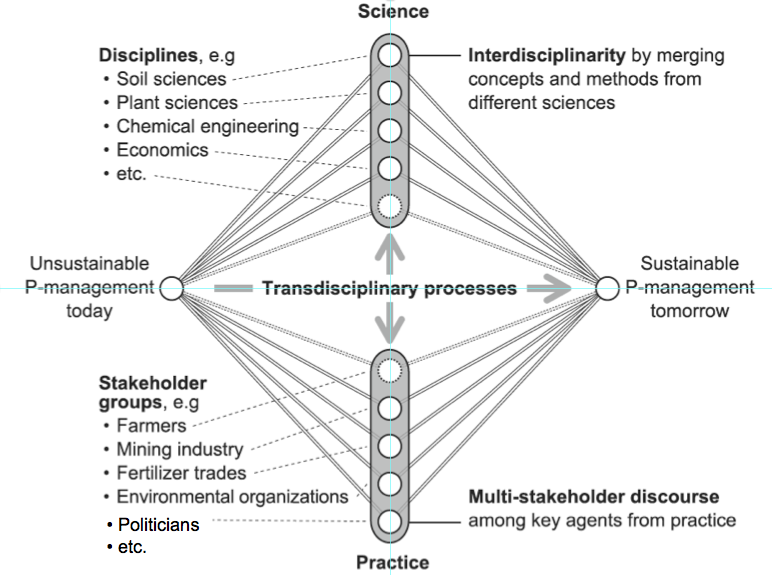 Science
Disciplines, e.g
• Soil sciences
• Plant sciences
• Chemical engineering
• Economics
• etc.
Interdisciplinarity by merging
concepts and methods from
different sciences
Unsustainable
P-management
today
Transdisciplinary processes
Sustainable
P-management
tomorrow
Stakeholder
groups, e.g
• Farmers
• Mining industry
• Fertilizer trades
• Environmental organizations
• Politicians
• etc.
Multi-stakeholder discourse
among key agents from practice
Practice